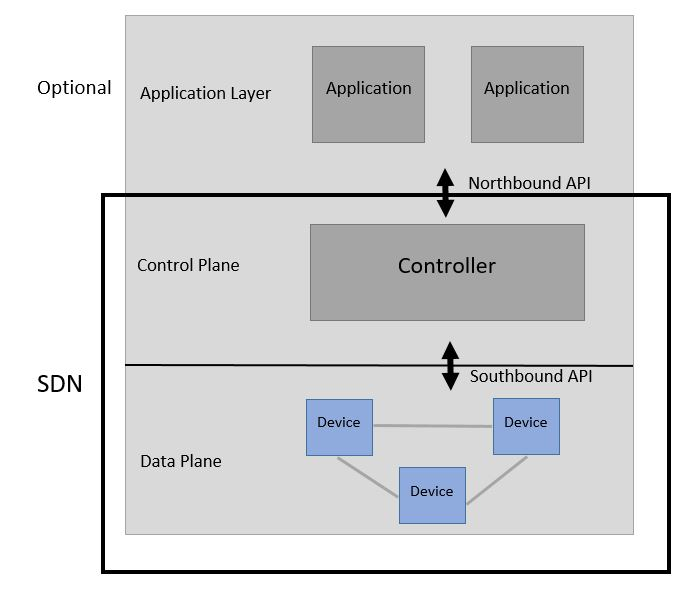 Optional
Application Layer
Application
Application
Northbound API
Control Plane
Controller
SDN
Southbound API
Device
Device
Data Plane
Device